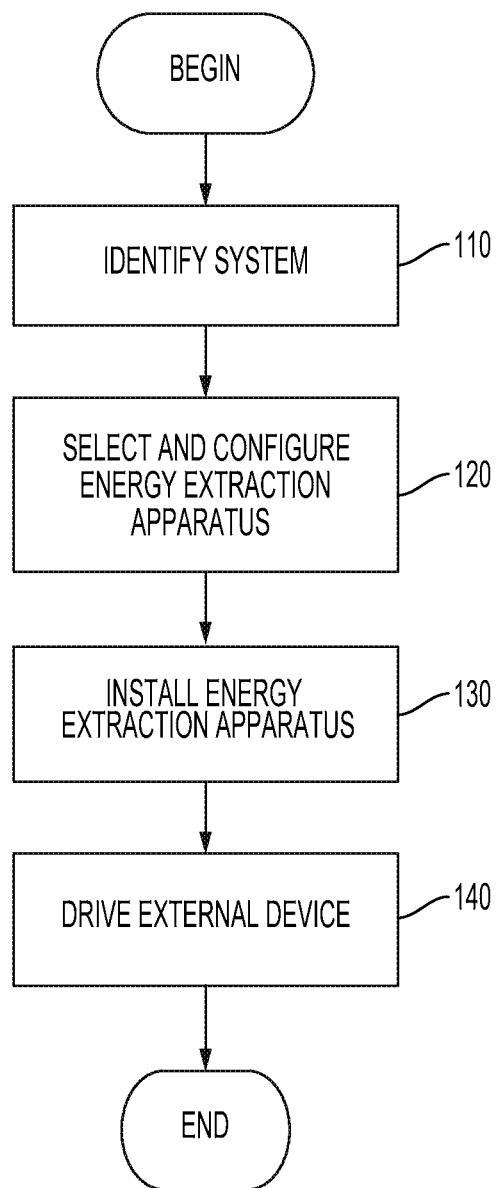 BEGIN
IDENTIFY SYSTEM
110
SELECT AND CONFIGURE
ENERGY EXTRACTION
APPARATUS
120
INSTALL ENERGY
EXTRACTION APPARATUS
130
DRIVE EXTERNAL DEVICE
140
END